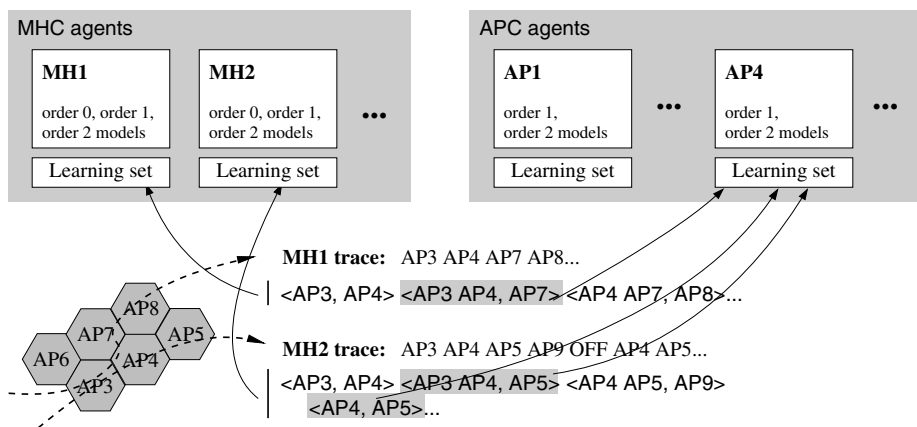 MHC agents
MH1
order 0, order 1,
order 2 models
Learning set
MH2
order 0, order 1,
order 2 models
Learning set
...
APC agents
AP1
order 1,
order 2 models
Learning set
...
AP4
order 1,
order 2 models
Learning set
...
MH1 trace: AP3 AP4 AP7 AP8...
<AP3, AP4> <AP3 AP4, AP7> <AP4 AP7, AP8>...
MH2 trace: AP3 AP4 AP5 AP9 OFF AP4 AP5...
<AP3, AP4> <AP3 AP4, AP5> <AP4 AP5, AP9>
<AP4, AP5>...
AP8
AP7
AP5
AP6
AP4
AP3